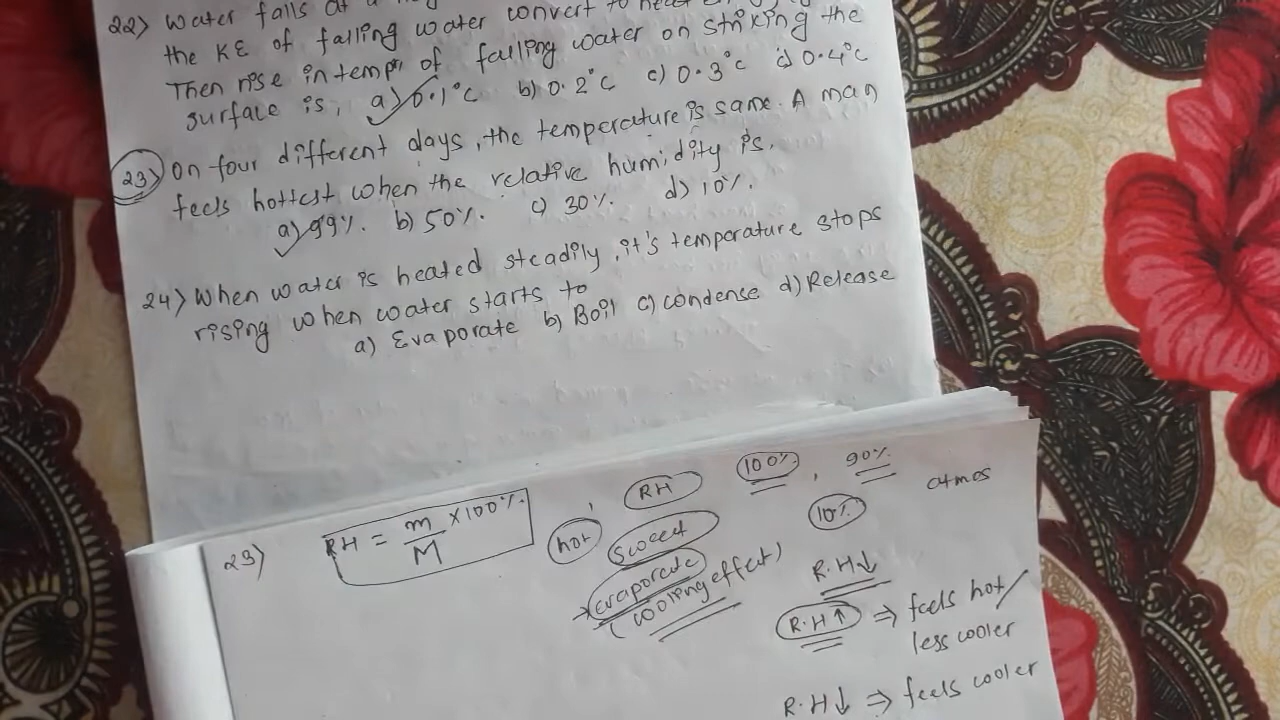 22) Water falls at a
the KE of falling water convert to heat
Then rise in tempr of falling water on striking the
surface is, a) 0.1°c b) 0.2°c c) 0.3°c d) 0.4°c
23) On four different days, the temperature is same. A man
feels hottest when the relative humidity is,
a) 99%. b) 50%. c) 30%. d) 10%.
24) When water is heated steadily, it's temperature stops
rising when water starts to
a) Evaporate b) Boil c) condense d) Release
23) RH = m/M ×100%. hot, RH 100%, 90%. atmos
sweat 10%
evaporate
(cooling effect) R.H↓
R.H↑ ⇒ feels hot/
less cooler
R.H↓ ⇒ feels cooler